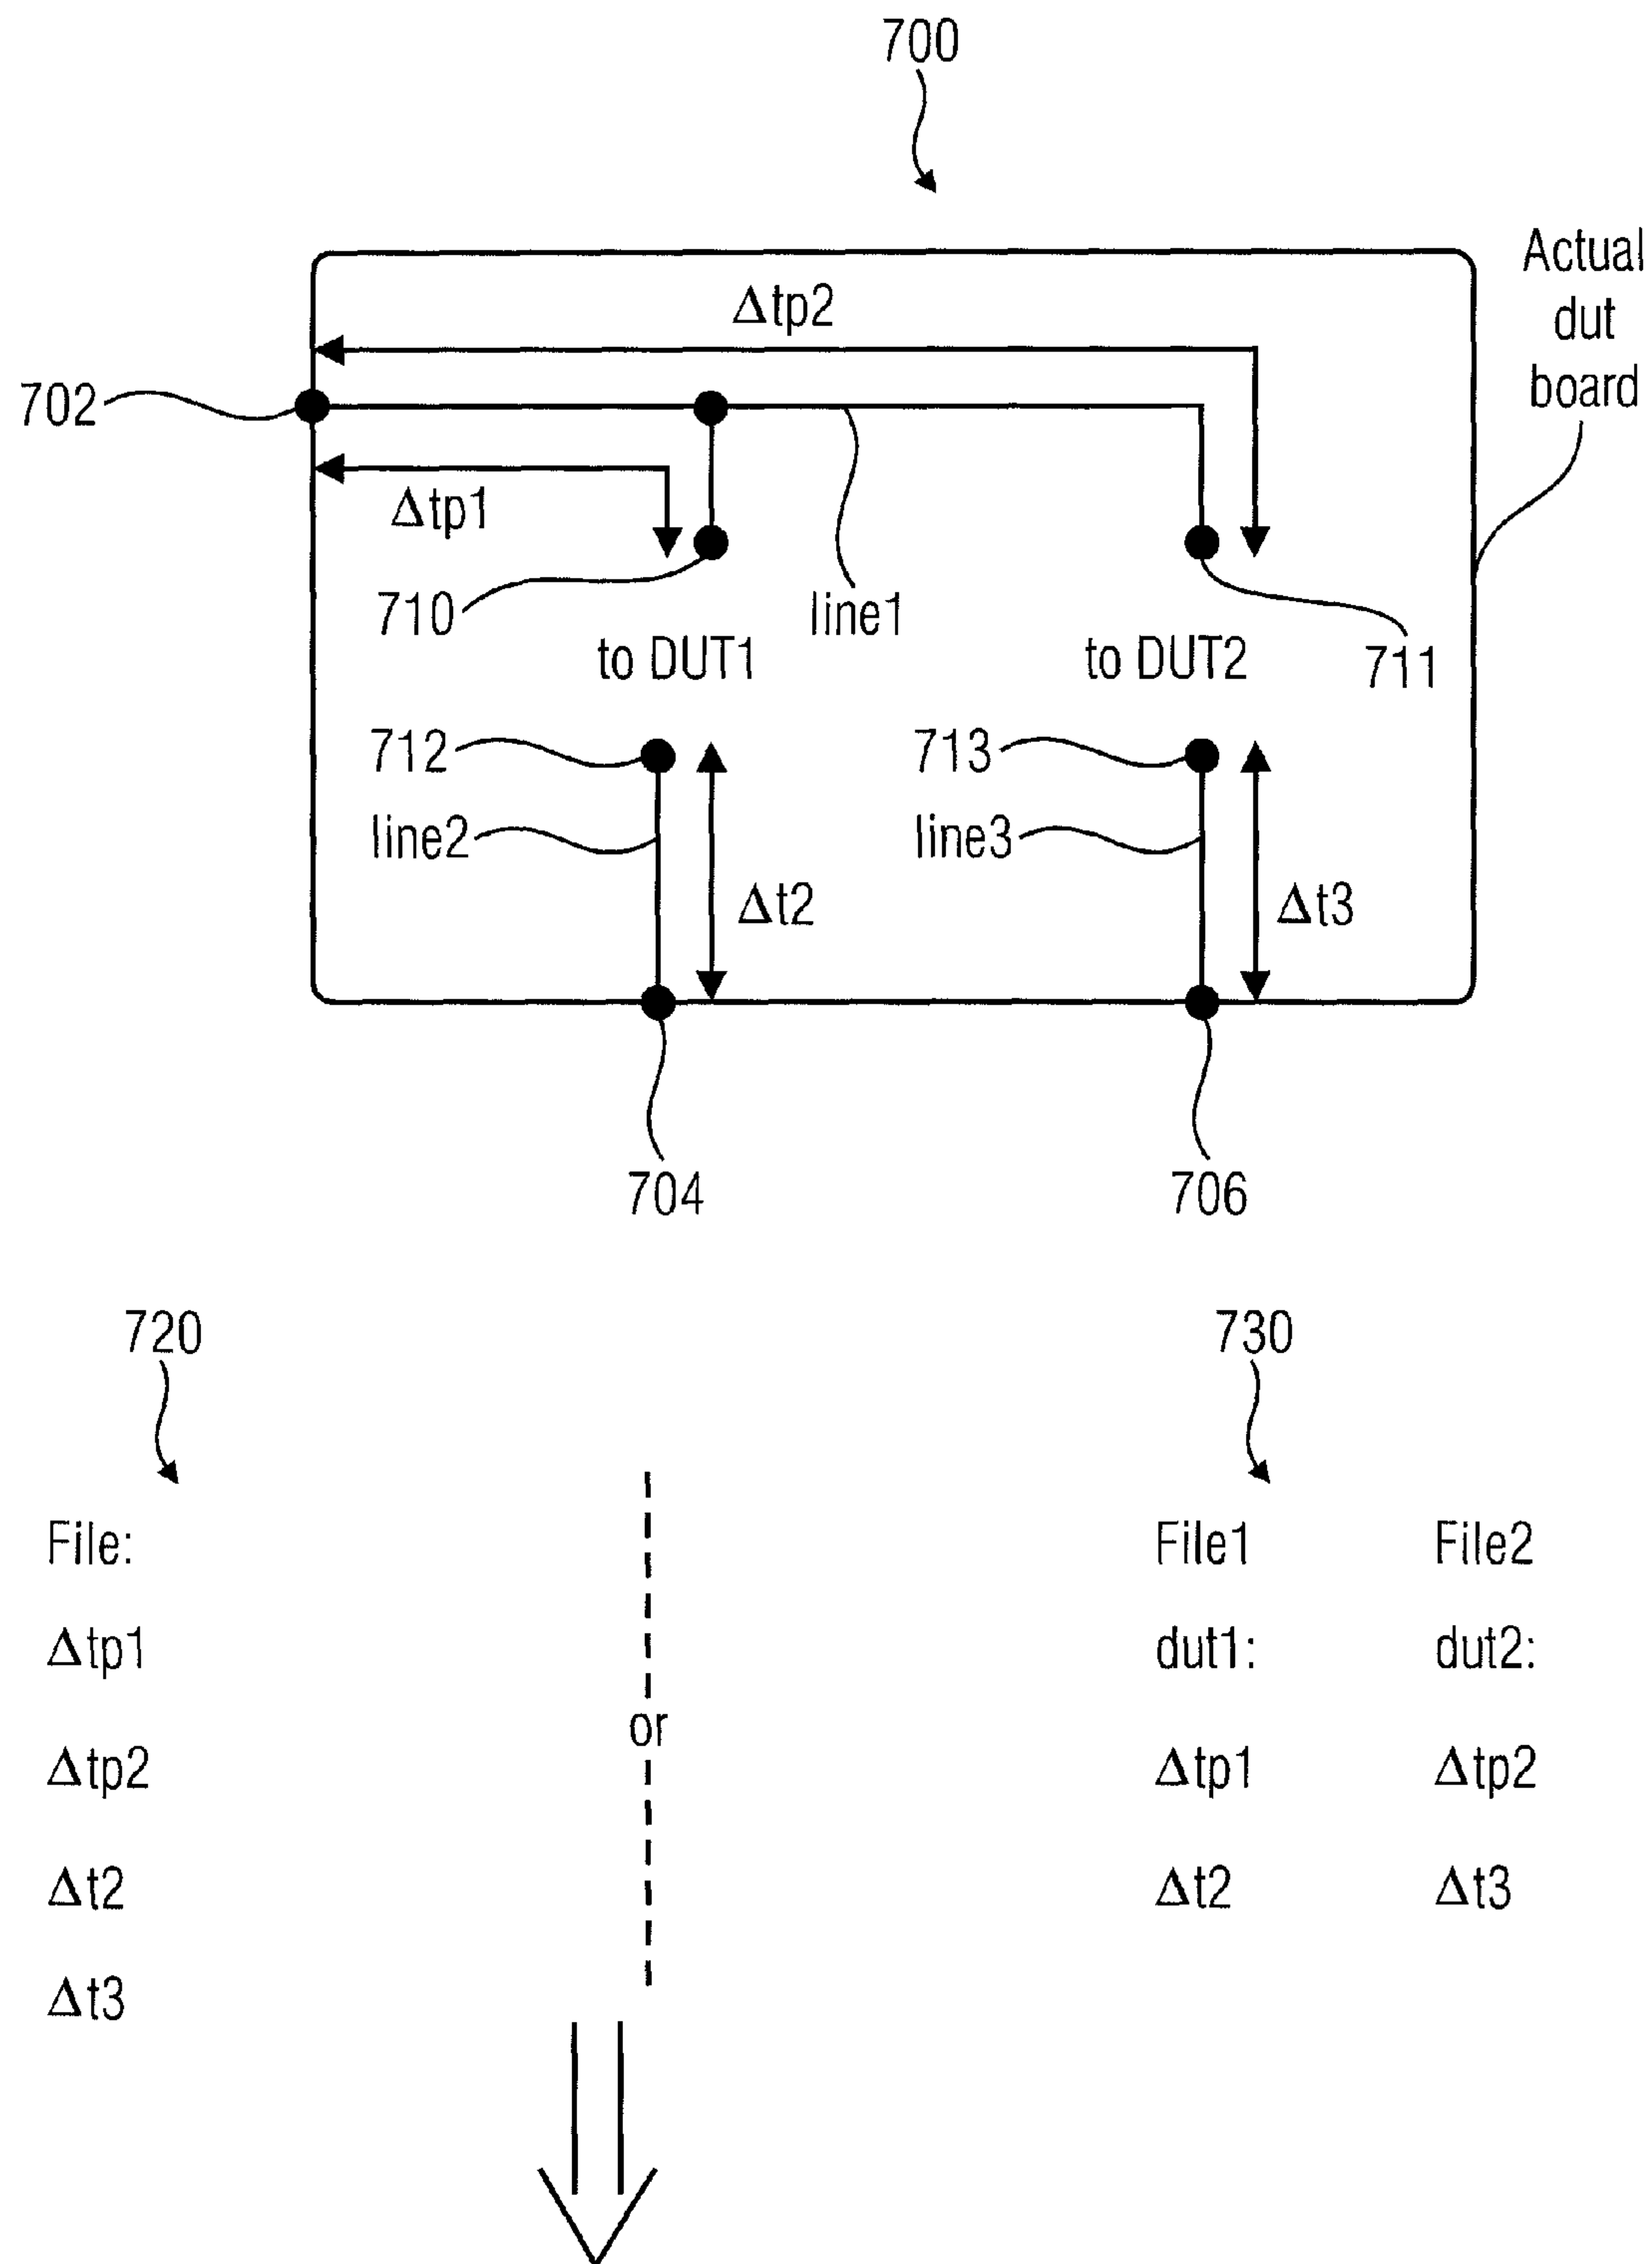 700
Actual
dut
board
Δtp2
702
Δtp1
710
line1
to DUT1
to DUT2
711
712
713
line2
line3
Δt2
Δt3
704
706
720
730
File:
File1
File2
Δtp1
dut1:
dut2:
or
Δtp2
Δtp1
Δtp2
Δt2
Δt2
Δt3
Δt3